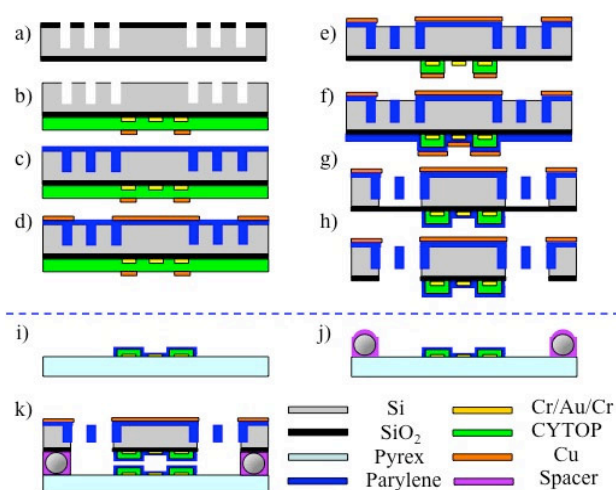 a)
b)
c)
d)
e)
f)
g)
h)
i)
j)
k)
Si Cr/Au/Cr
SiO2 CYTOP
Pyrex Cu
Parylene Spacer